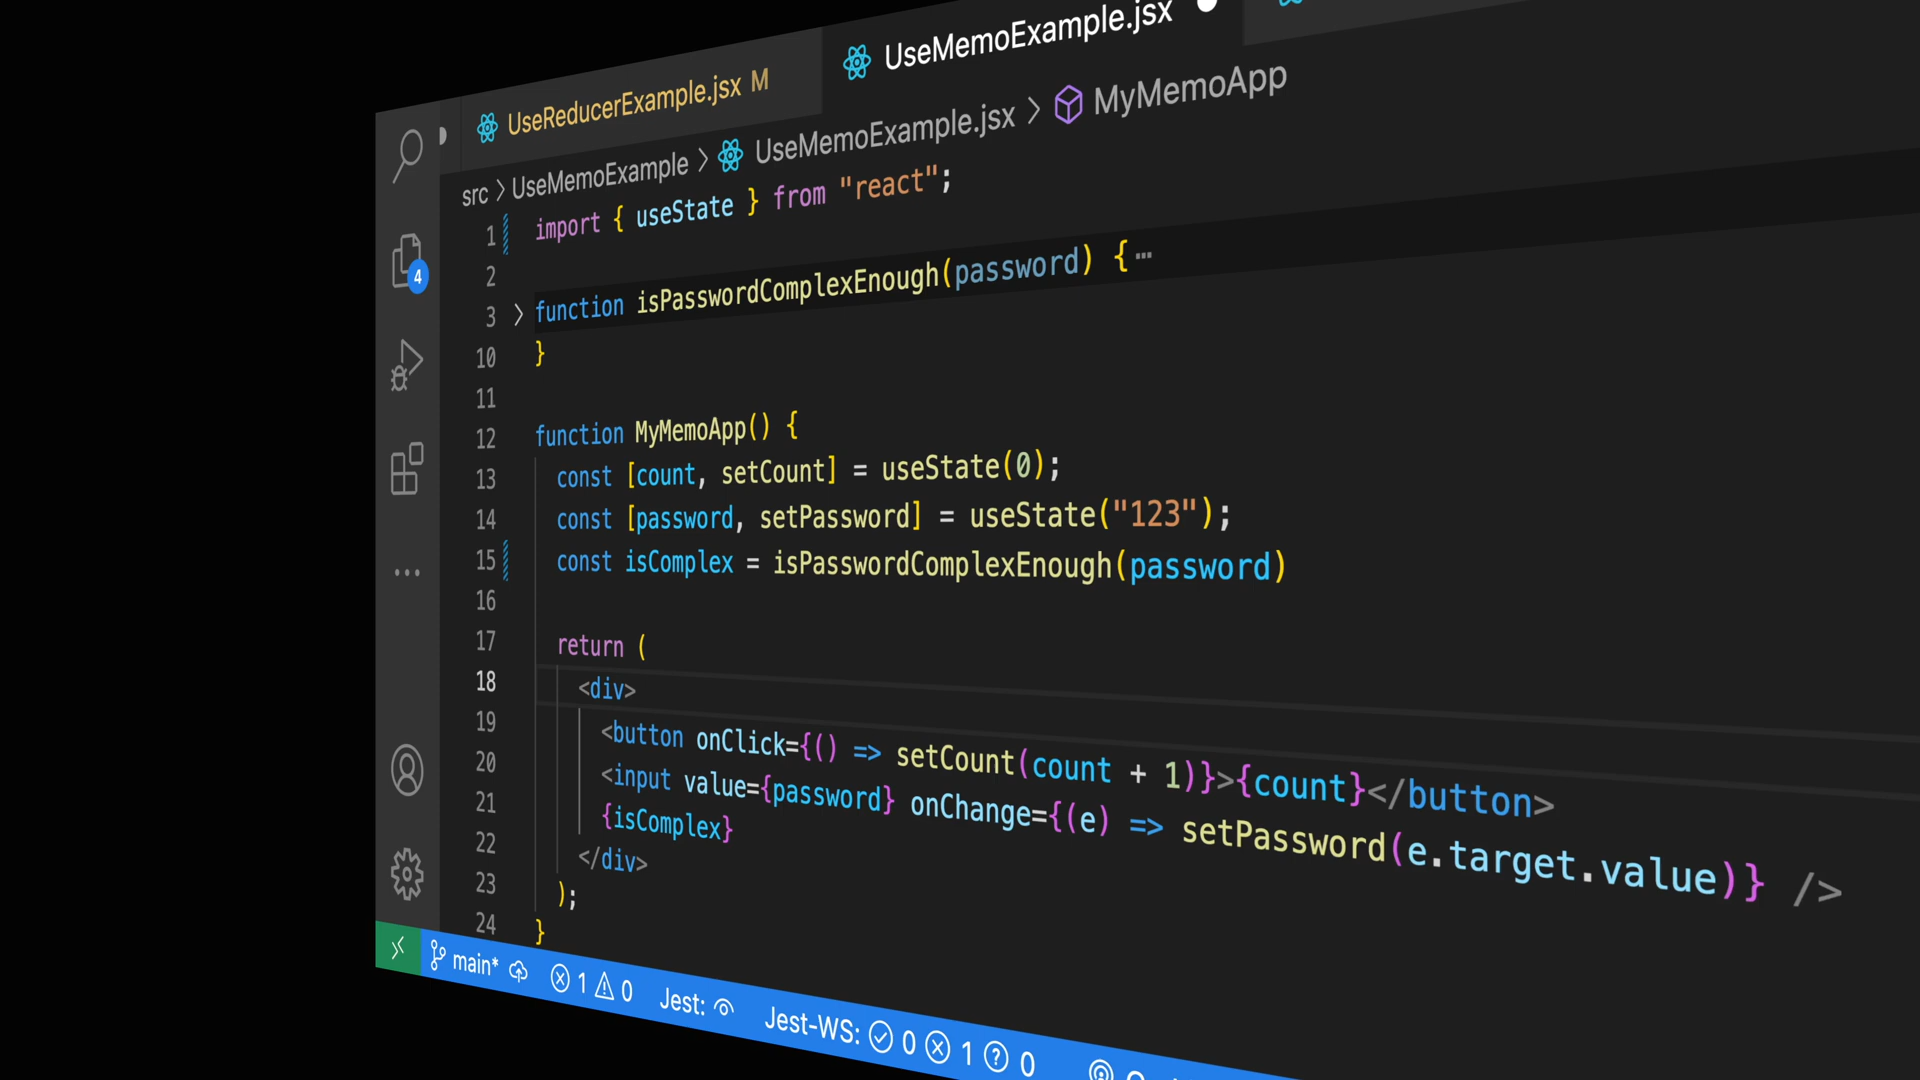 UseReducerExample.jsx M
UseMemoExample.jsx
src > UseMemoExample > UseMemoExample.jsx > MyMemoApp
4
1 import { useState } from "react";
2
3 function isPasswordComplexEnough(password) {…
10 }
11
12 function MyMemoApp() {
13 const [count, setCount] = useState(0);
14 const [password, setPassword] = useState("123");
15 const isComplex = isPasswordComplexEnough(password)
16
17 return (
18 <div>
19 <button onClick={() => setCount(count + 1)}>{count}</button>
20 <input value={password} onChange={(e) => setPassword(e.target.value)} />
21 {isComplex}
22 </div>
23 );
24 }
main* 1 0 Jest: Jest-WS: 0 1 0